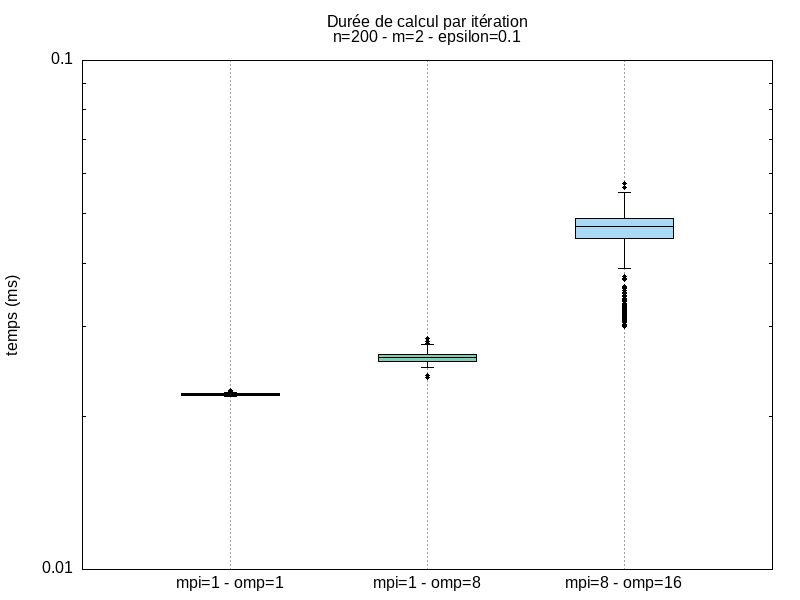 Durée de calcul par itération
n=200 - m=2 - epsilon=0.1
0.1
temps (ms)
0.01
mpi=1 - omp=1
mpi=1 - omp=8
mpi=8 - omp=16